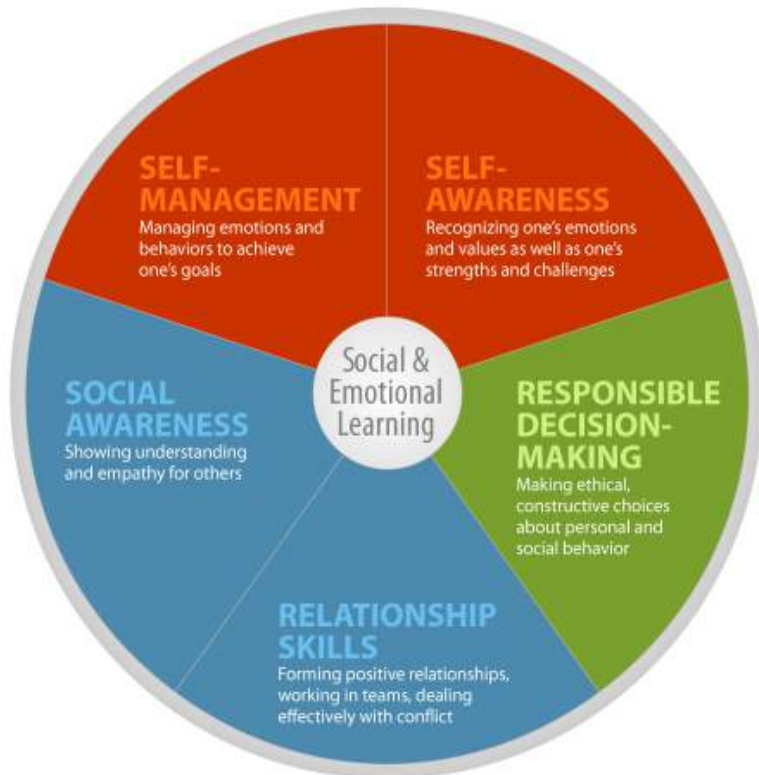 SELF-
MANAGEMENT
Managing emotions and
behaviors to achieve
one’s goals
SELF-
AWARENESS
Recognizing one’s emotions
and values as well as one’s
strengths and challenges
SOCIAL
AWARENESS
Showing understanding
and empathy for others
Social &
Emotional
Learning
RESPONSIBLE
DECISION-
MAKING
Making ethical,
constructive choices
about personal and
social behavior
RELATIONSHIP
SKILLS
Forming positive relationships,
working in teams, dealing
effectively with conflict